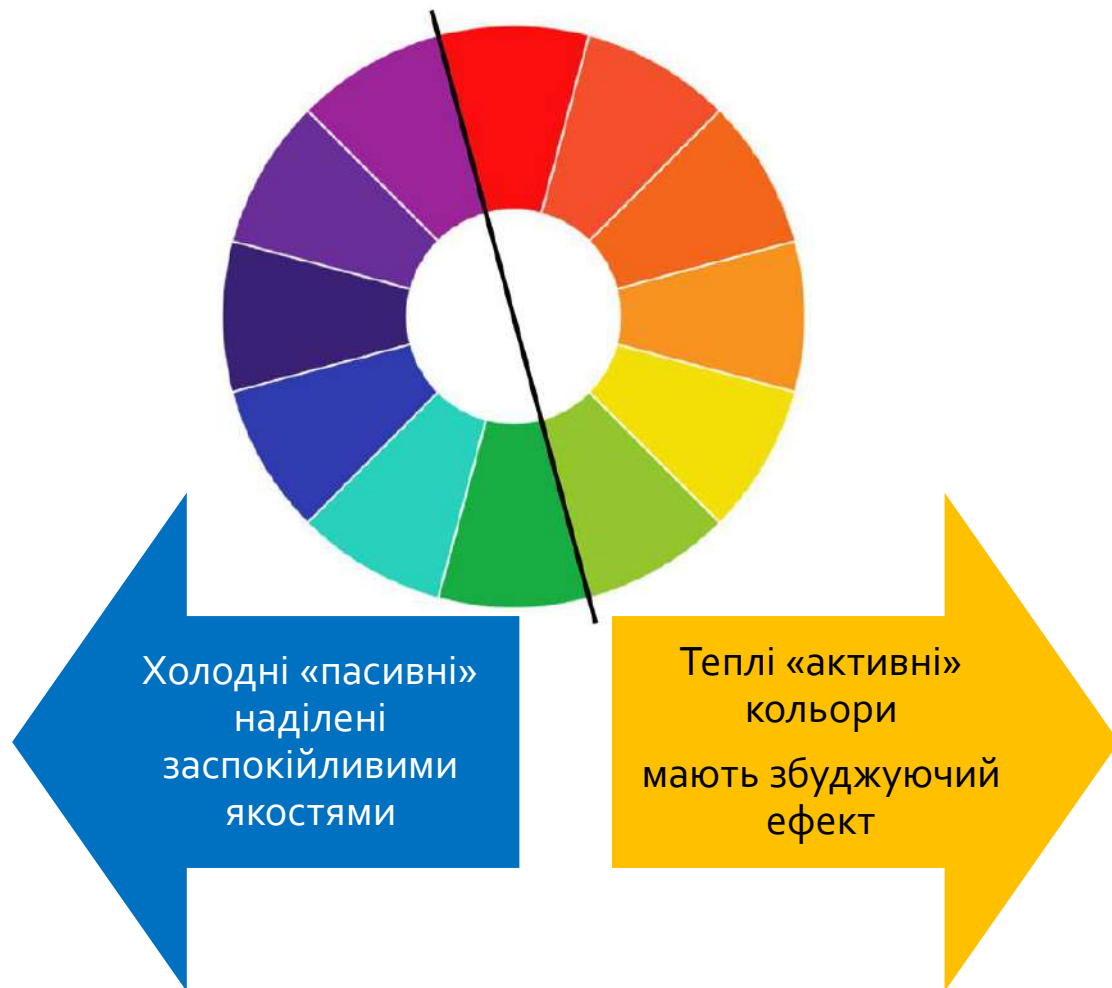 Холодні «пасивні»
наділені
заспокійливими
якостями
Теплі «активні»
кольори
мають збуджуючий
ефект